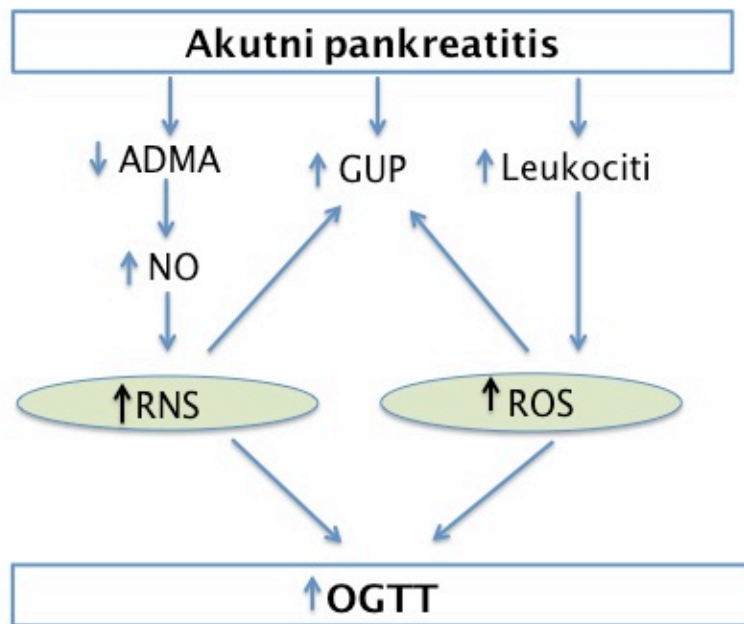 Akutni pankreatitis
↓ ADMA
↑ GUP
↑ Leukociti
↑ NO
↑ RNS
↑ ROS
↑ OGTT